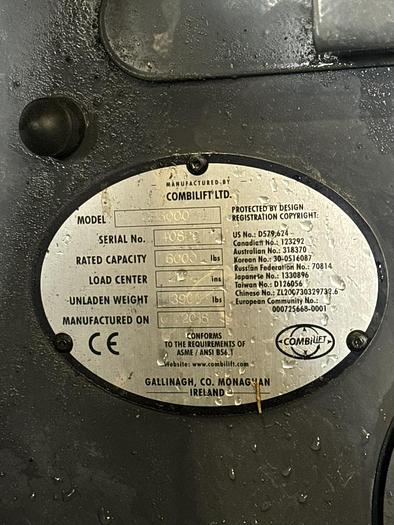 MANUFACTURED BY
COMBILIFT LTD.
MODEL
SERIAL No.
RATED CAPACITY 6000 lbs
LOAD CENTER ins
UNLADEN WEIGHT lbs
MANUFACTURED ON
CE
CONFORMS
TO THE REQUIREMENTS OF
ASME / ANSI B56.1
Website: www.combilift.com
GALLINAGH, CO. MONAGHAN
IRELAND
PROTECTED BY DESIGN
REGISTRATION COPYRIGHT:
US No.: D579,624
Canadian No.: 123292
Australian No.: 318370
Korean No.: 30-0516087
Russian Federation No.: 70814
Japanese No.: 1330896
Taiwan No.: D126056
Chinese No.: ZL200730329732.6
European Community No.:
000725668-0001
COMBiLiFT